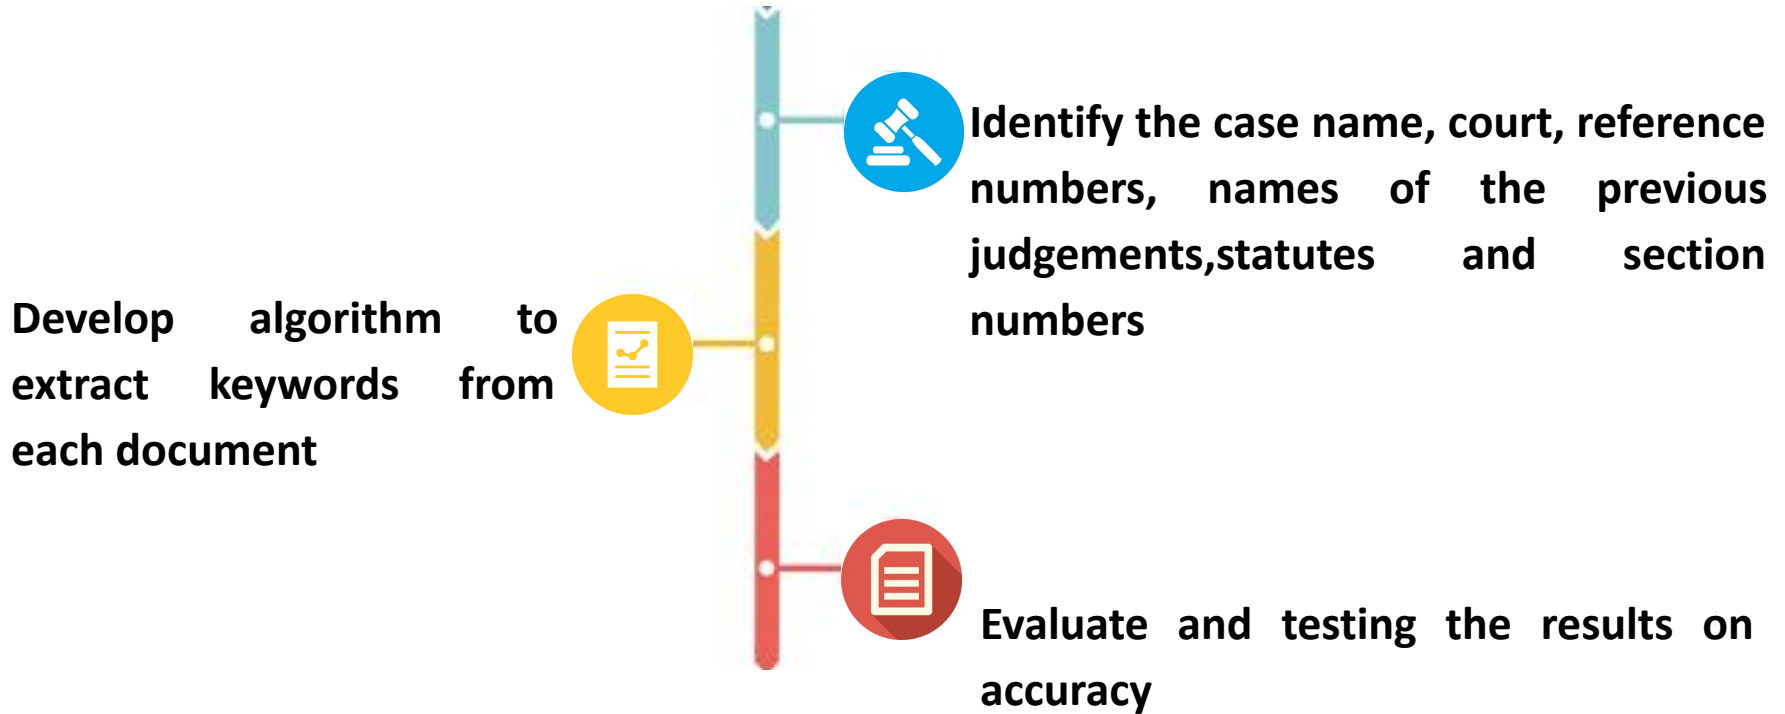 Identify the case name, court, reference
numbers, names of the previous
judgements,statutes and section
numbers
Develop algorithm to
extract keywords from
each document
Evaluate and testing the results on
accuracy